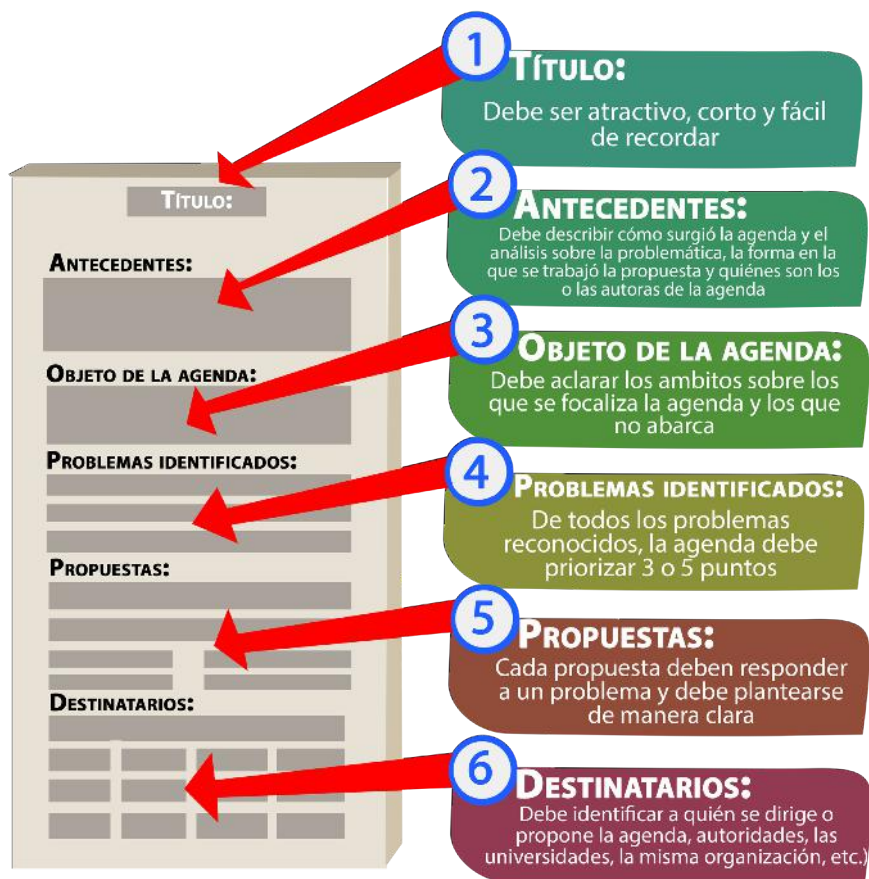 1
TÍTULO:
Debe ser atractivo, corto y fácil
de recordar
2
ANTECEDENTES:
Debe describir cómo surgió la agenda y el
análisis sobre la problemática, la forma en la
que se trabajó la propuesta y quiénes son los
o las autoras de la agenda
3
OBJETO DE LA AGENDA:
Debe aclarar los ambitos sobre los
que se focaliza la agenda y los que
no abarca
4
PROBLEMAS IDENTIFICADOS:
De todos los problemas
reconocidos, la agenda debe
priorizar 3 o 5 puntos
5
PROPUESTAS:
Cada propuesta deben responder
a un problema y debe plantearse
de manera clara
6
DESTINATARIOS:
Debe identificar a quién se dirige o
propone la agenda, autoridades, las
universidades, la misma organización, etc.)
TÍTULO:
ANTECEDENTES:
OBJETO DE LA AGENDA:
PROBLEMAS IDENTIFICADOS:
PROPUESTAS:
DESTINATARIOS: